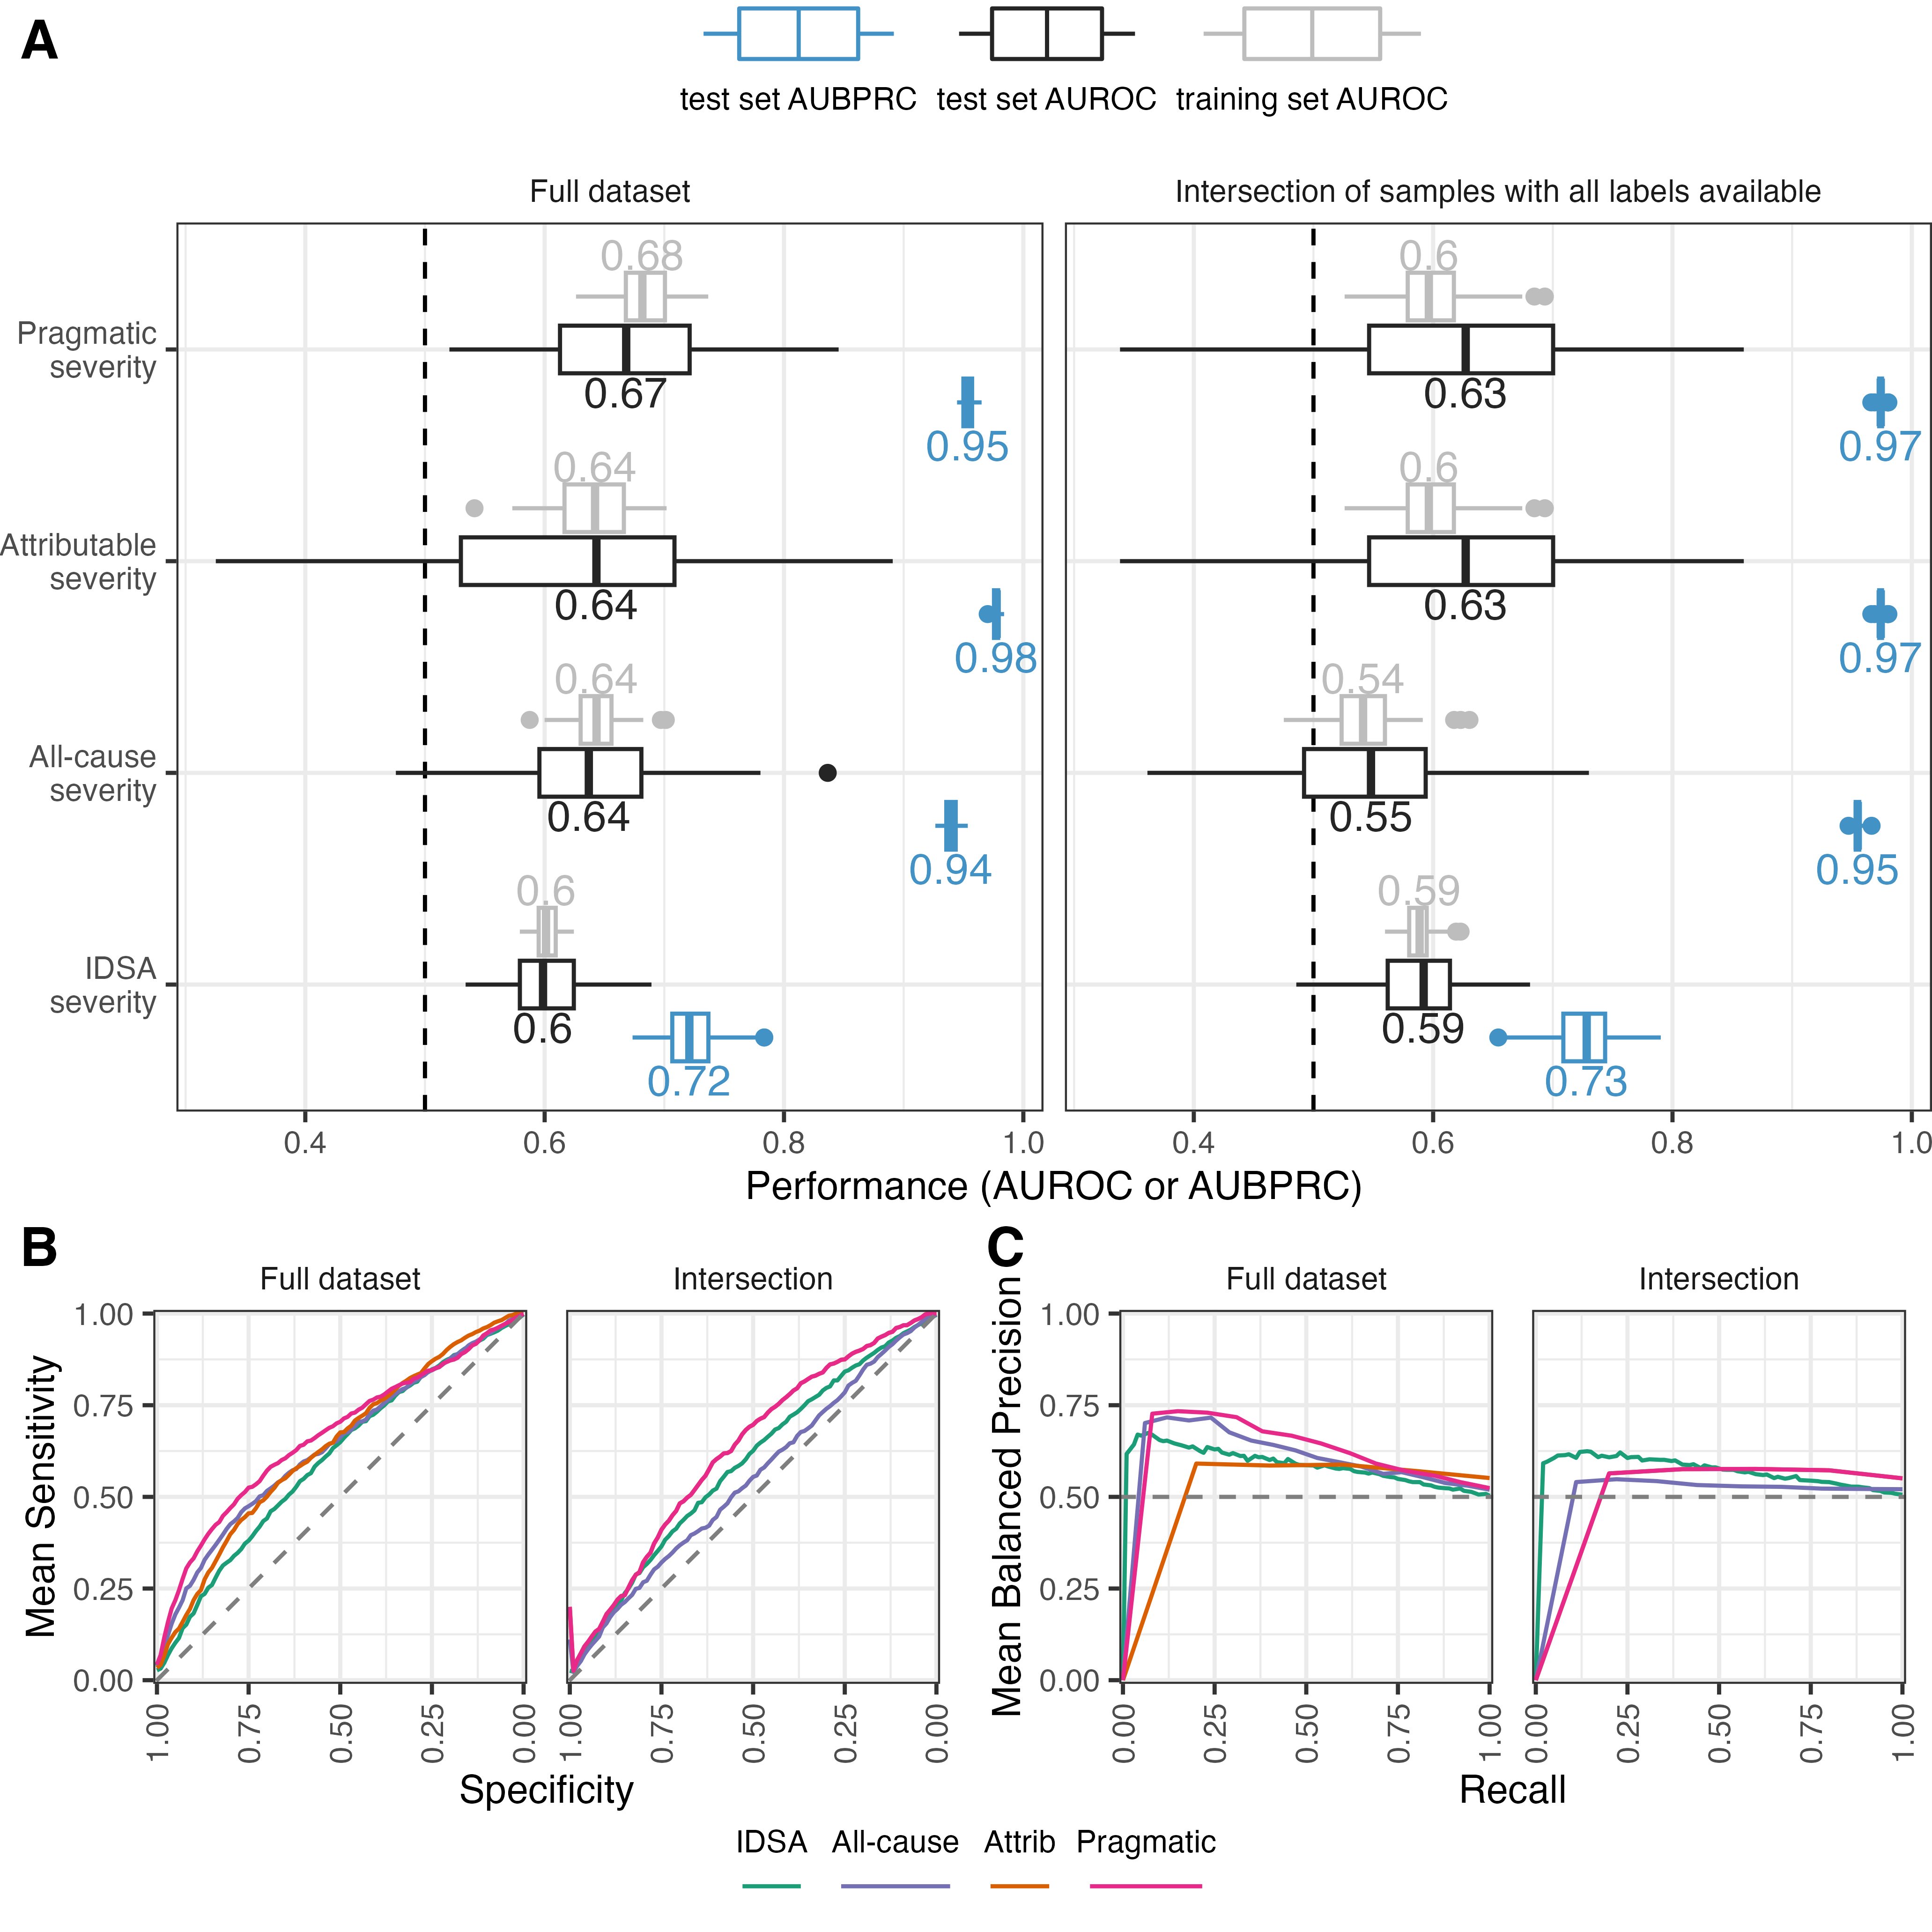 A
test set AUBPRC test set AUROC training set AUROC
Full dataset
Intersection of samples with all labels available
Pragmatic
severity
Attributable
severity
All-cause
severity
IDSA
severity
0.68
0.67
0.95
0.64
0.64
0.98
0.64
0.64
0.94
0.6
0.6
0.72
0.6
0.63
0.97
0.6
0.63
0.97
0.54
0.55
0.95
0.59
0.59
0.73
0.4 0.6 0.8 1.0
0.4 0.6 0.8 1.0
Performance (AUROC or AUBPRC)
B
Full dataset
Intersection
Mean Sensitivity
1.00
0.75
0.50
0.25
0.00
1.00 0.75 0.50 0.25 0.00
1.00 0.75 0.50 0.25 0.00
Specificity
C
Full dataset
Intersection
Mean Balanced Precision
1.00
0.75
0.50
0.25
0.00
0.00 0.25 0.50 0.75 1.00
0.00 0.25 0.50 0.75 1.00
Recall
IDSA All-cause Attrib Pragmatic